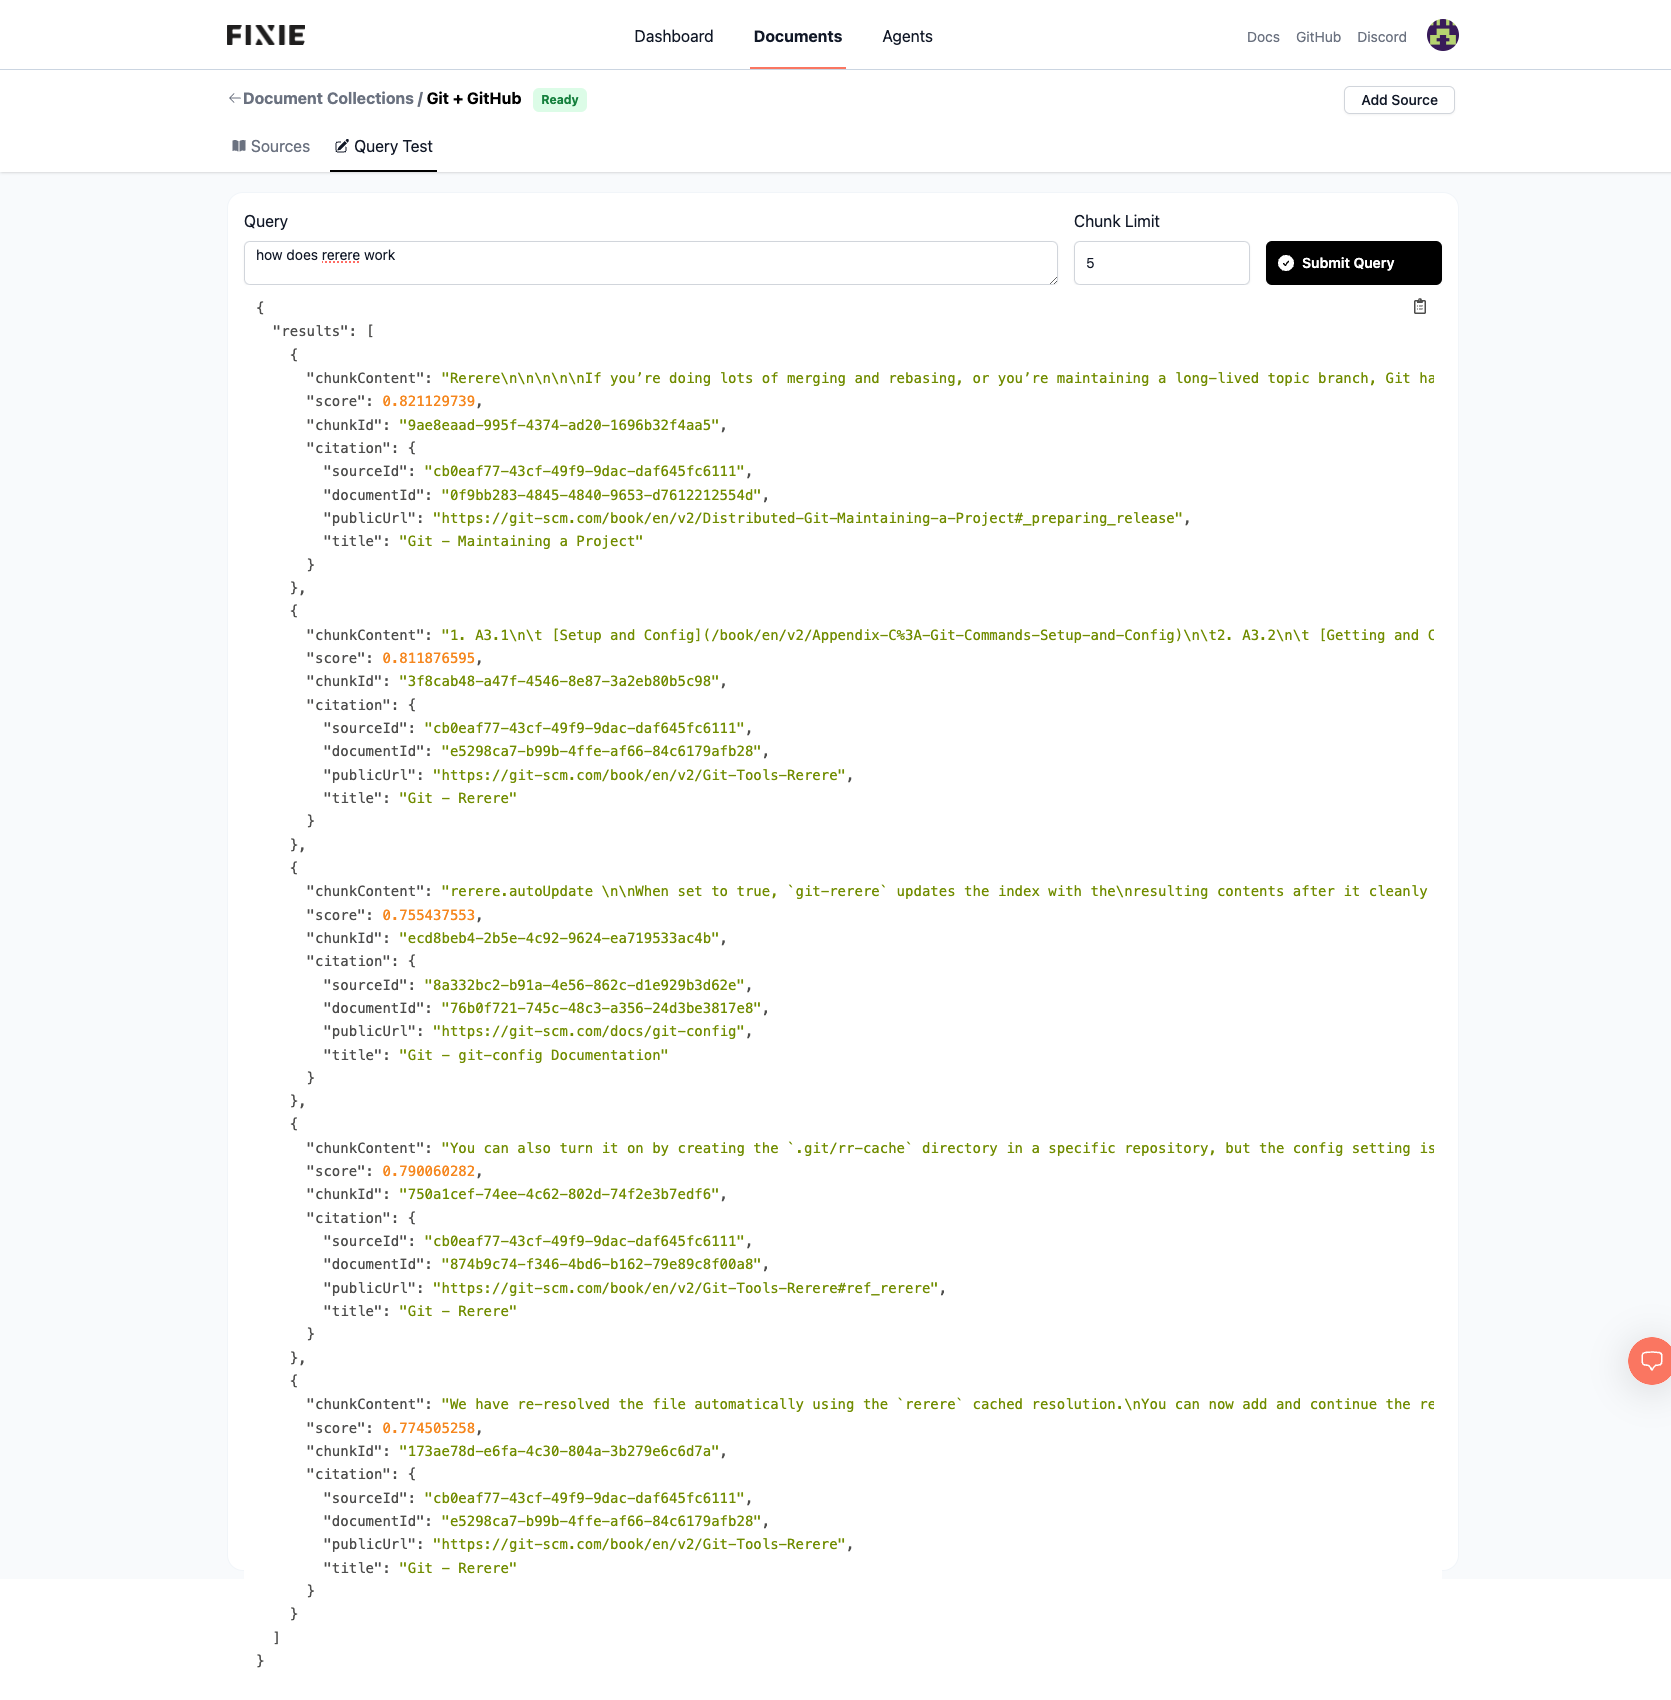 FIXIE
Dashboard
Documents
Agents
Docs
GitHub
Discord
Document Collections / Git + GitHub
Ready
Add Source
Sources
Query Test
Query
Chunk Limit
how does rerere work
5
Submit Query
{
"results": [
{
"chunkContent": "Rerere\n\n\n\n\nIf you’re doing lots of merging and rebasing, or you’re maintaining a long-lived topic branch, Git ha
"score": 0.821129739,
"chunkId": "9ae8eaad-995f-4374-ad20-1696b32f4aa5",
"citation": {
"sourceId": "cb0eaf77-43cf-49f9-9dac-daf645fc6111",
"documentId": "0f9bb283-4845-4840-9653-d7612212554d",
"publicUrl": "https://git-scm.com/book/en/v2/Distributed-Git-Maintaining-a-Project#_preparing_release",
"title": "Git - Maintaining a Project"
}
},
{
"chunkContent": "1. A3.1\n\t [Setup and Config](/book/en/v2/Appendix-C%3A-Git-Commands-Setup-and-Config)\n\t2. A3.2\n\t [Getting and C
"score": 0.811876595,
"chunkId": "3f8cab48-a47f-4546-8e87-3a2eb80b5c98",
"citation": {
"sourceId": "cb0eaf77-43cf-49f9-9dac-daf645fc6111",
"documentId": "e5298ca7-b99b-4ffe-af66-84c6179afb28",
"publicUrl": "https://git-scm.com/book/en/v2/Git-Tools-Rerere",
"title": "Git - Rerere"
}
},
{
"chunkContent": "rerere.autoUpdate \n\nWhen set to true, `git-rerere` updates the index with the\nresulting contents after it cleanly
"score": 0.755437553,
"chunkId": "ecd8beb4-2b5e-4c92-9624-ea719533ac4b",
"citation": {
"sourceId": "8a332bc2-b91a-4e56-862c-d1e929b3d62e",
"documentId": "76b0f721-745c-48c3-a356-24d3be3817e8",
"publicUrl": "https://git-scm.com/docs/git-config",
"title": "Git - git-config Documentation"
}
},
{
"chunkContent": "You can also turn it on by creating the `.git/rr-cache` directory in a specific repository, but the config setting is
"score": 0.790060282,
"chunkId": "750a1cef-74ee-4c62-802d-74f2e3b7edf6",
"citation": {
"sourceId": "cb0eaf77-43cf-49f9-9dac-daf645fc6111",
"documentId": "874b9c74-f346-4bd6-b162-79e89c8f00a8",
"publicUrl": "https://git-scm.com/book/en/v2/Git-Tools-Rerere#ref_rerere",
"title": "Git - Rerere"
}
},
{
"chunkContent": "We have re-resolved the file automatically using the `rerere` cached resolution.\nYou can now add and continue the re
"score": 0.774505258,
"chunkId": "173ae78d-e6fa-4c30-804a-3b279e6c6d7a",
"citation": {
"sourceId": "cb0eaf77-43cf-49f9-9dac-daf645fc6111",
"documentId": "e5298ca7-b99b-4ffe-af66-84c6179afb28",
"publicUrl": "https://git-scm.com/book/en/v2/Git-Tools-Rerere",
"title": "Git - Rerere"
}
}
]
}